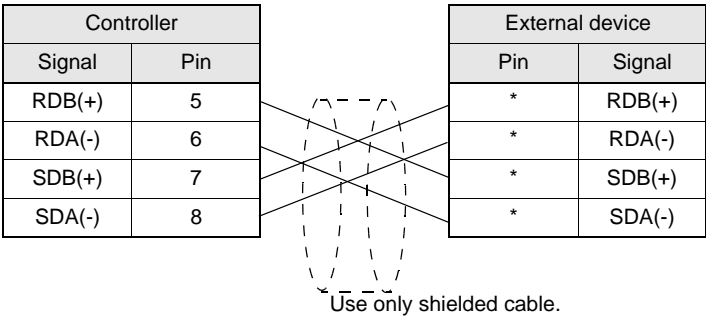 Controller External device
Signal Pin Pin Signal
RDB(+) 5 * RDB(+)
RDA(-) 6 * RDA(-)
SDB(+) 7 * SDB(+)
SDA(-) 8 * SDA(-)
Use only shielded cable.